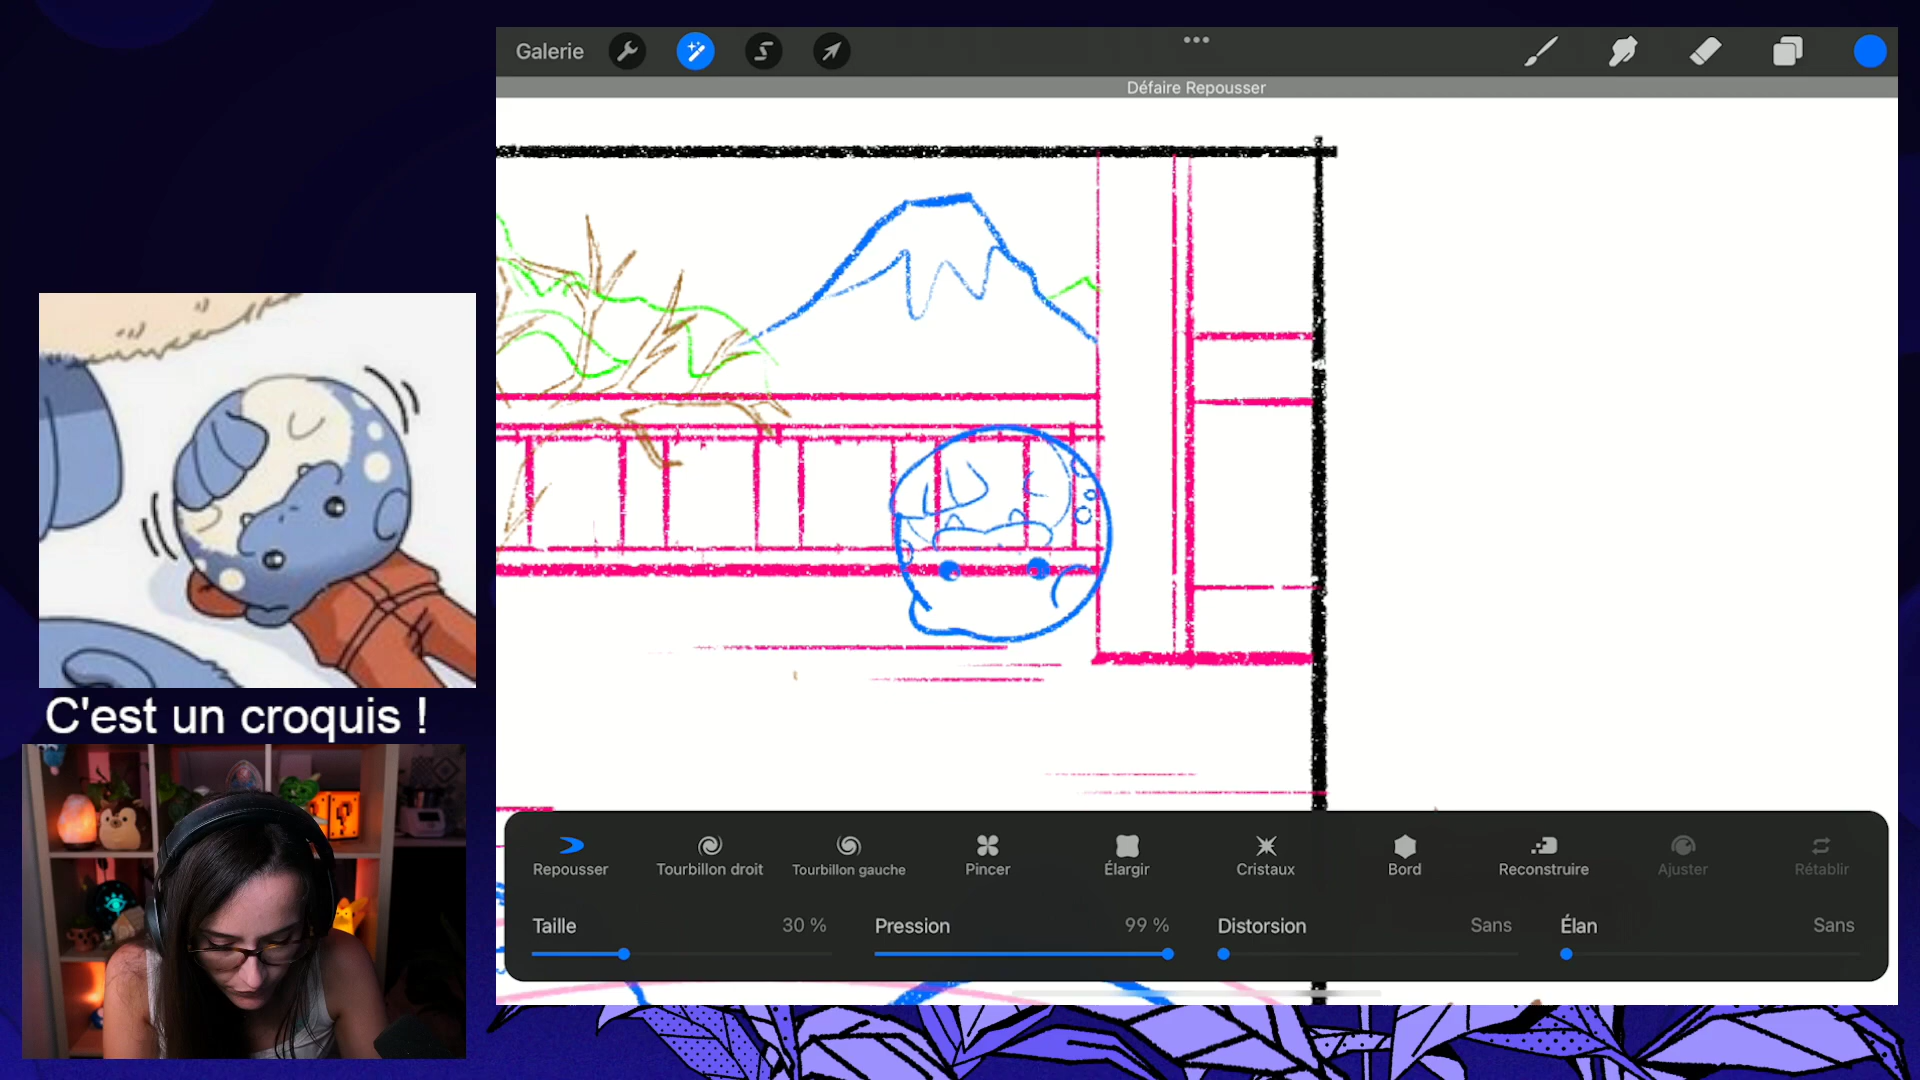 Galerie
Défaire Repousser
C'est un croquis !
Repousser
Tourbillon droit
Tourbillon gauche
Pincer
Élargir
Cristaux
Bord
Reconstruire
Ajuster
Rétablir
Taille 30 %
Pression 99 %
Distorsion Sans
Élan Sans